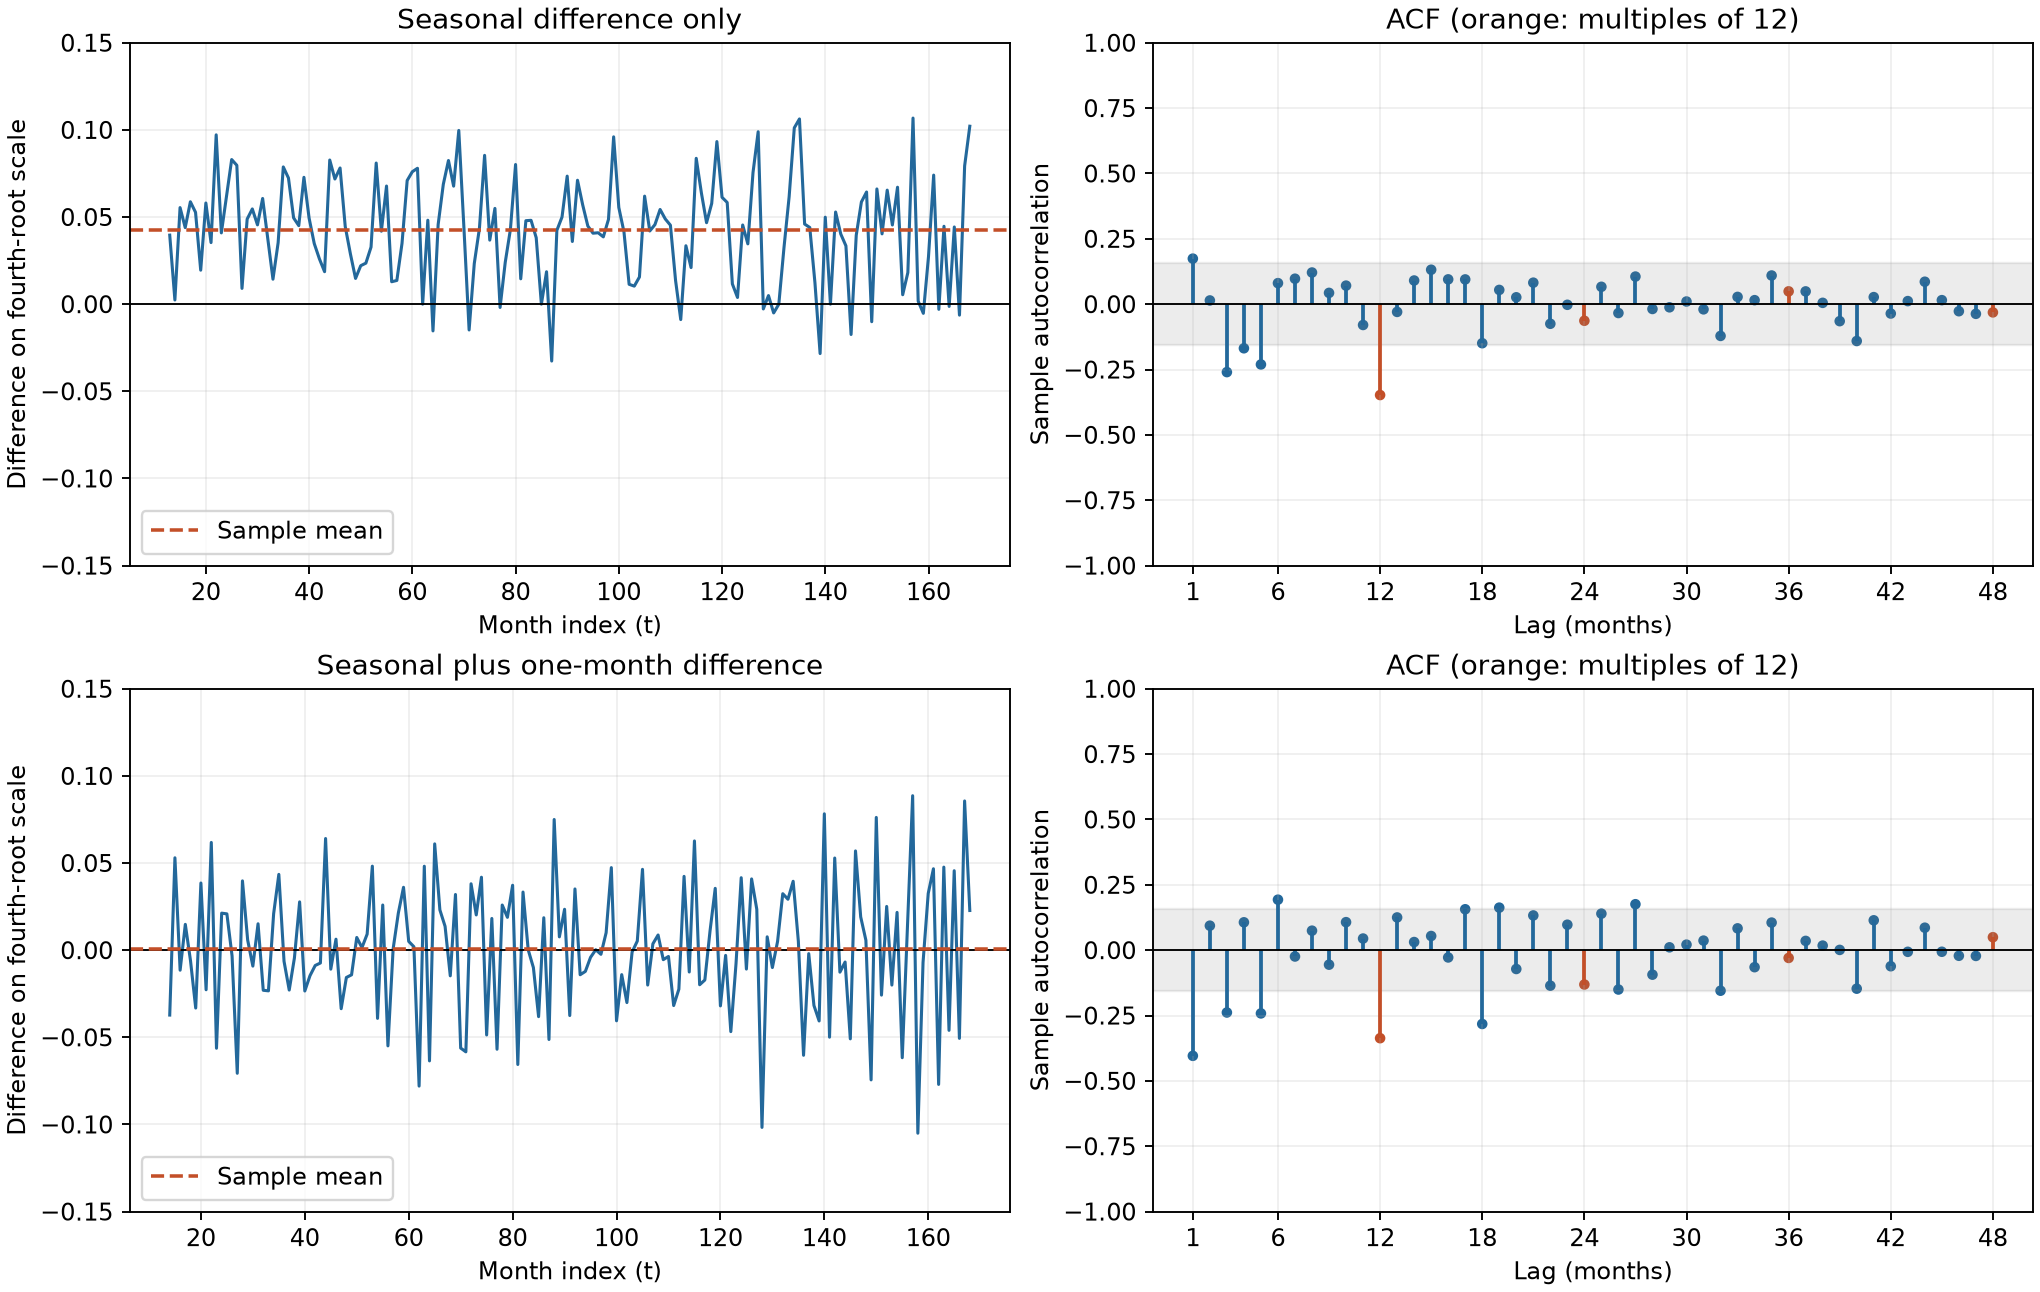 Seasonal difference only
Difference on fourth-root scale
0.15
0.10
0.05
0.00
−0.05
−0.10
−0.15
Sample mean
20 40 60 80 100 120 140 160
Month index (t)
ACF (orange: multiples of 12)
Sample autocorrelation
1.00
0.75
0.50
0.25
0.00
−0.25
−0.50
−0.75
−1.00
1 6 12 18 24 30 36 42 48
Lag (months)
Seasonal plus one-month difference
Difference on fourth-root scale
0.15
0.10
0.05
0.00
−0.05
−0.10
−0.15
Sample mean
20 40 60 80 100 120 140 160
Month index (t)
ACF (orange: multiples of 12)
Sample autocorrelation
1.00
0.75
0.50
0.25
0.00
−0.25
−0.50
−0.75
−1.00
1 6 12 18 24 30 36 42 48
Lag (months)